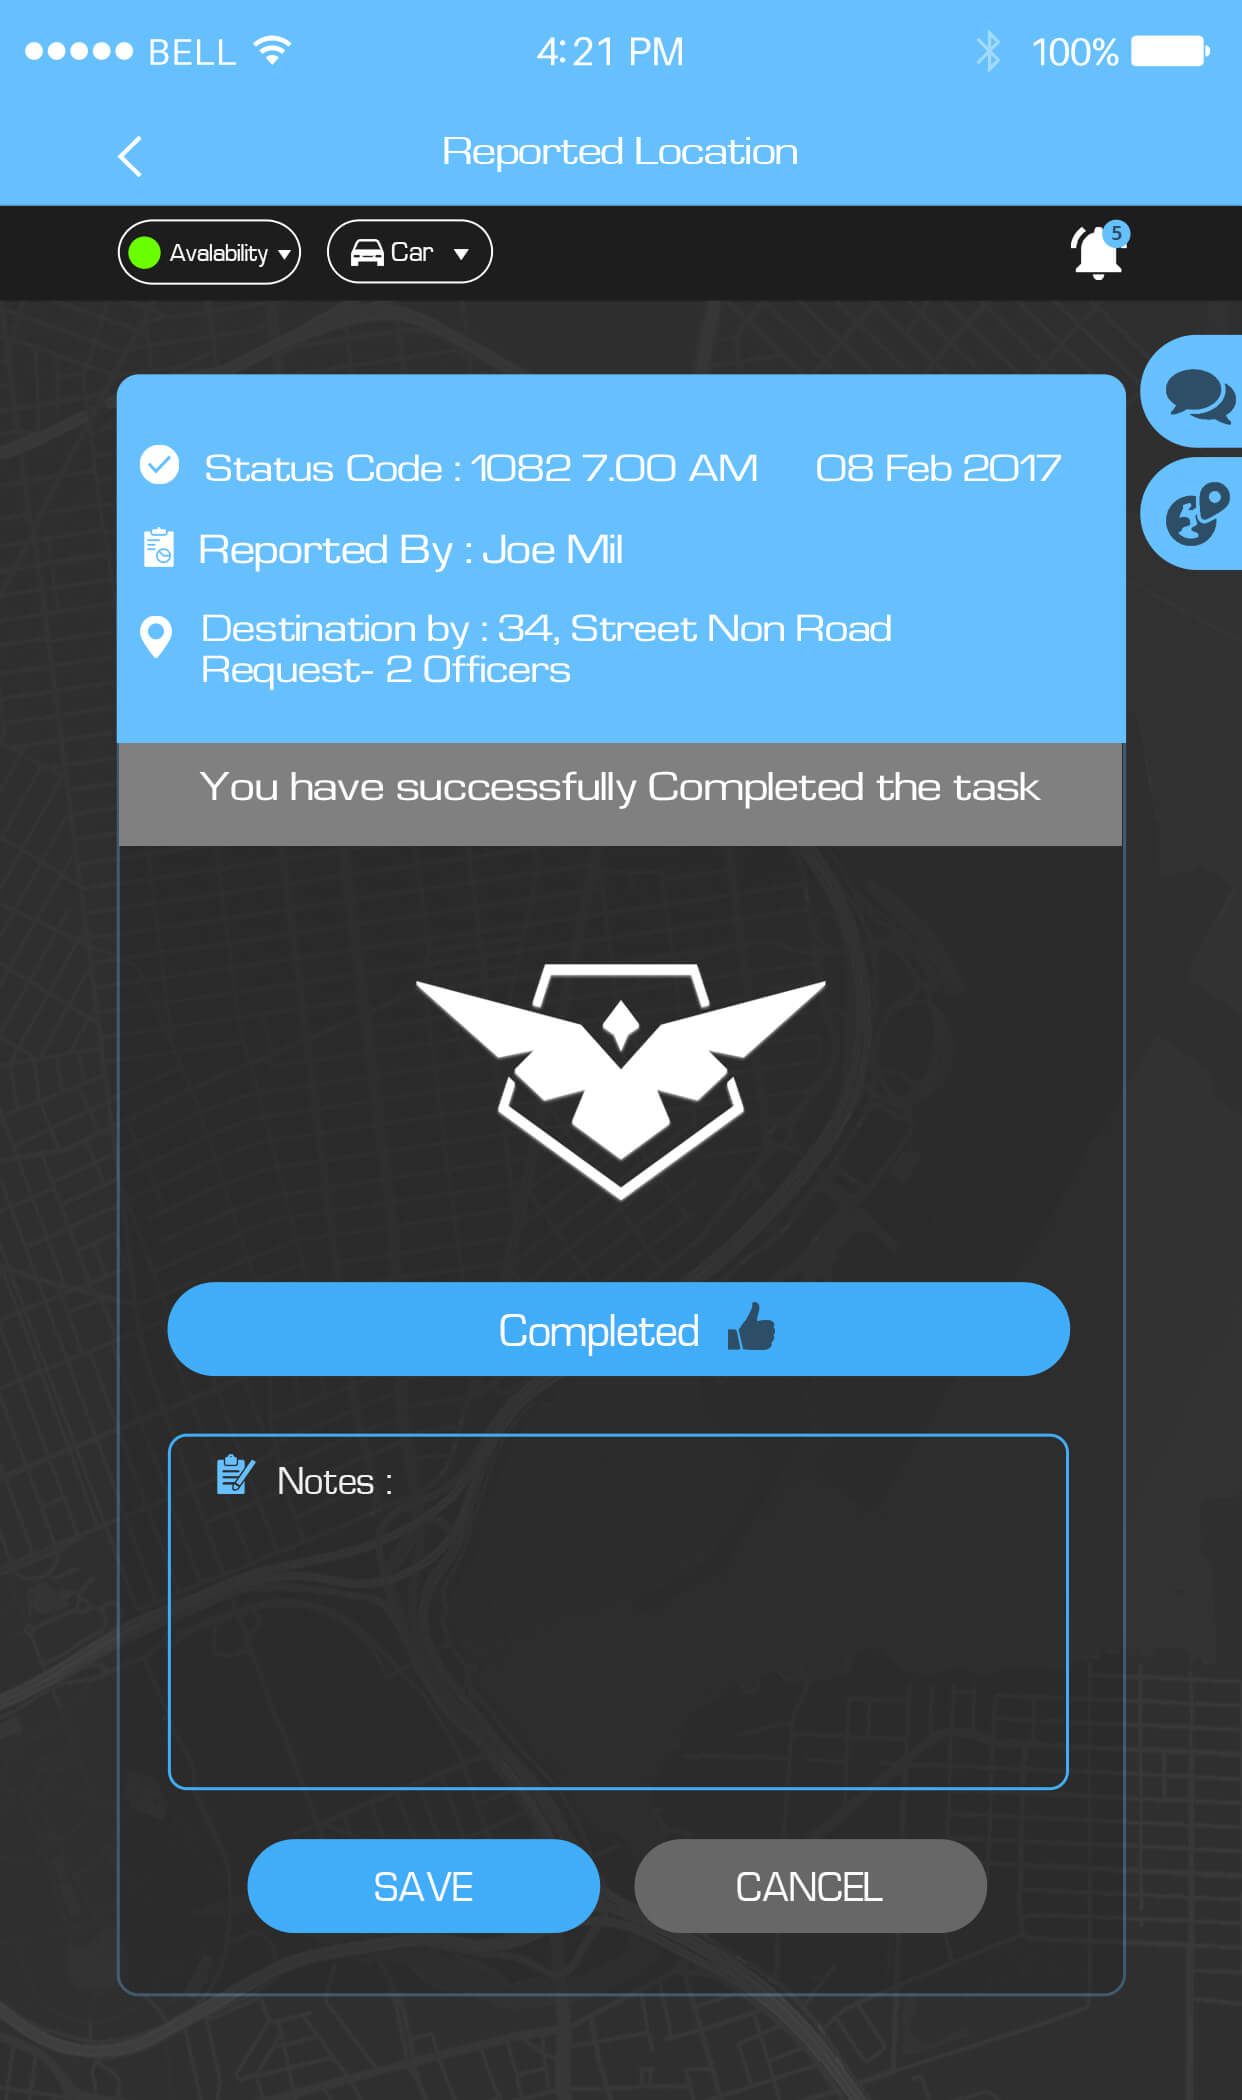 BELL 4:21 PM 100%
Reported Location
Avalability Car 5
Status Code : 1082 7.00 AM 08 Feb 2017
Reported By : Joe Mil
Destination by : 34, Street Non Road
Request- 2 Officers
You have successfully Completed the task
Completed
Notes :
SAVE CANCEL